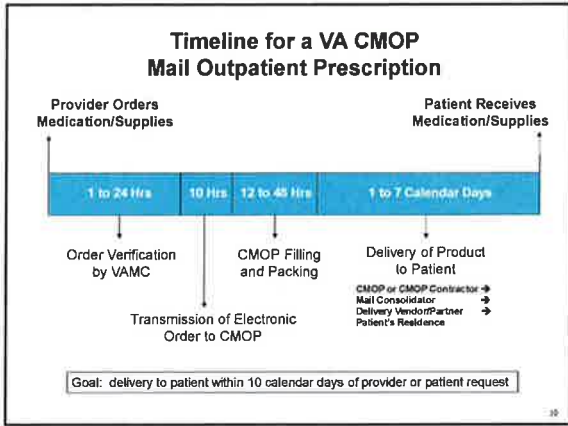 Timeline for a VA CMOP
Mail Outpatient Prescription
Provider Orders
Medication/Supplies
Patient Receives
Medication/Supplies
1 to 24 Hrs
10 Hrs
12 to 48 Hrs
1 to 7 Calendar Days
Order Verification
by VAMC
CMOP Filling
and Packing
Delivery of Product
to Patient
CMOP or CMOP Contractor →
Mail Consolidator →
Delivery Vendor/Partner →
Patient's Residence
Transmission of Electronic
Order to CMOP
Goal: delivery to patient within 10 calendar days of provider or patient request